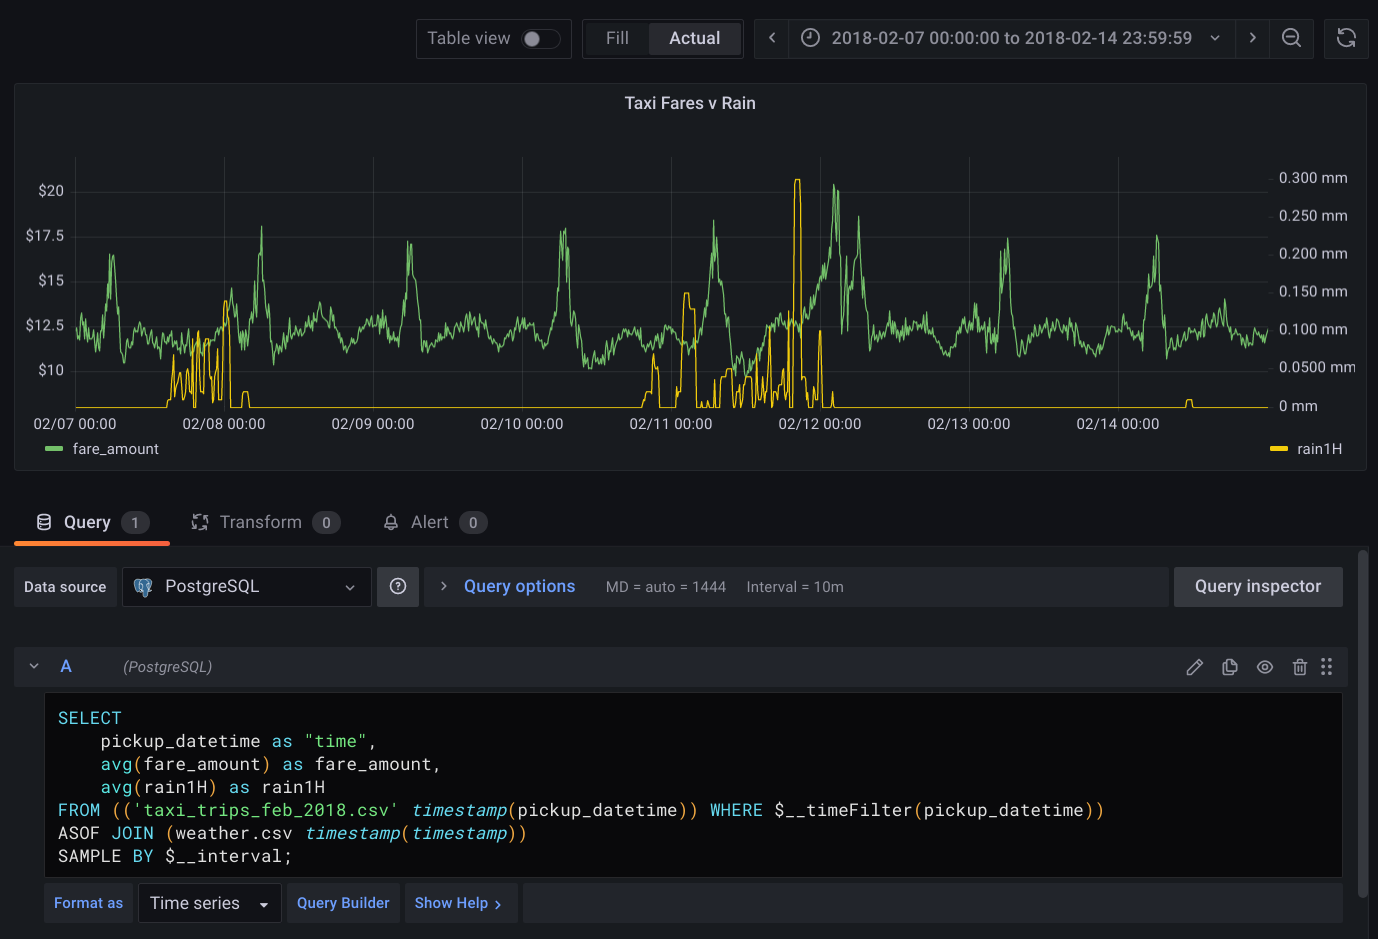 Table view Fill Actual 2018-02-07 00:00:00 to 2018-02-14 23:59:59
Taxi Fares v Rain
$20
$17.5
$15
$12.5
$10
0.300 mm
0.250 mm
0.200 mm
0.150 mm
0.100 mm
0.0500 mm
0 mm
02/07 00:00 02/08 00:00 02/09 00:00 02/10 00:00 02/11 00:00 02/12 00:00 02/13 00:00 02/14 00:00
fare_amount rain1H
Query 1 Transform 0 Alert 0
Data source PostgreSQL Query options MD = auto = 1444 Interval = 10m Query inspector
A (PostgreSQL)
SELECT
pickup_datetime as "time",
avg(fare_amount) as fare_amount,
avg(rain1H) as rain1H
FROM (('taxi_trips_feb_2018.csv' timestamp(pickup_datetime)) WHERE $__timeFilter(pickup_datetime))
ASOF JOIN (weather.csv timestamp(timestamp))
SAMPLE BY $__interval;
Format as Time series Query Builder Show Help